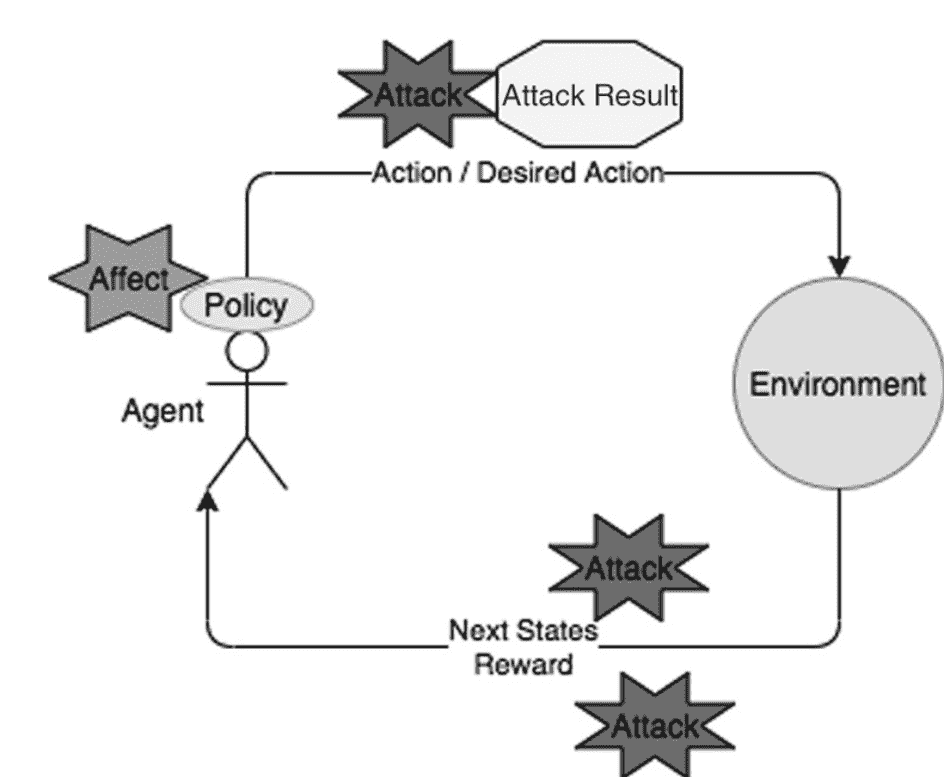 Attack
Attack Result
Action / Desired Action
Affect
Policy
Agent
Environment
Attack
Next States
Reward
Attack